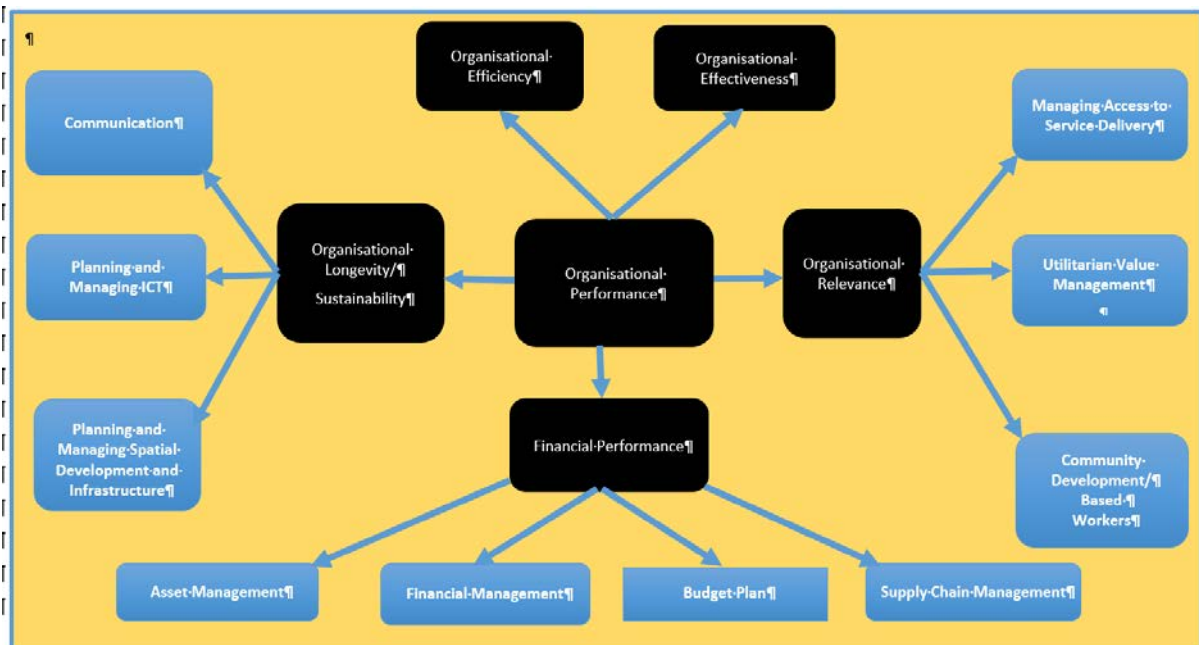 ¶
Organisational·
Efficiency¶
Organisational·
Effectiveness¶
Communication¶
Managing·Access·to·
Service·Delivery¶
Organisational·
Longevity/¶
Sustainability¶
Organisational·
Performance¶
Organisational·
Relevance¶
Planning·and·
Managing·ICT¶
Utilitarian·Value·
Management¶
¶
Planning·and·
Managing·Spatial·
Development·and·
Infrastructure¶
Financial·Performance¶
Community·
Development/¶
Based·¶
Workers¶
Asset·Management¶
Financial·Management¶
Budget·Plan¶
Supply·Chain·Management¶